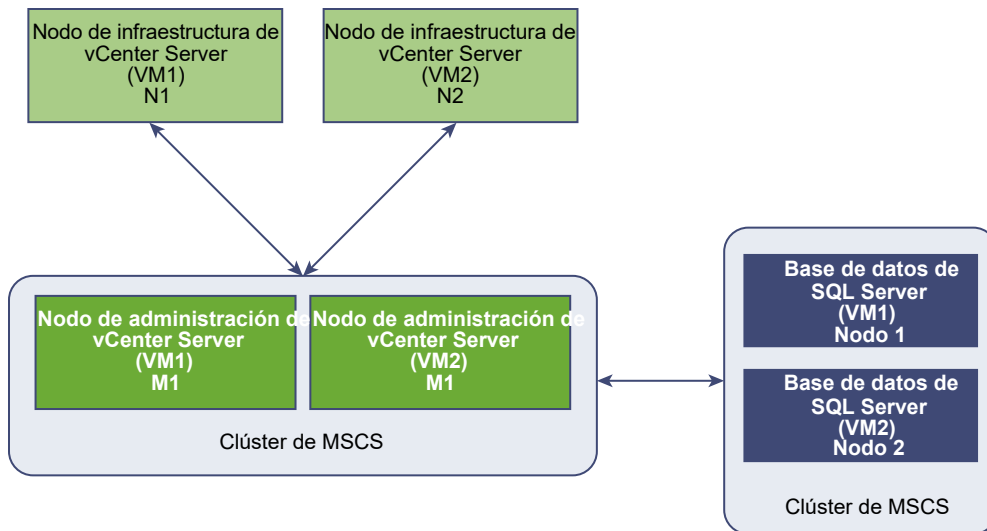 Nodo de infraestructura de
vCenter Server
(VM1)
N1
Nodo de infraestructura de
vCenter Server
(VM2)
N2
Nodo de administración de
vCenter Server
(VM1)
M1
Nodo de administración de
vCenter Server
(VM2)
M1
Clúster de MSCS
Base de datos de
SQL Server
(VM1)
Nodo 1
Base de datos de
SQL Server
(VM2)
Nodo 2
Clúster de MSCS